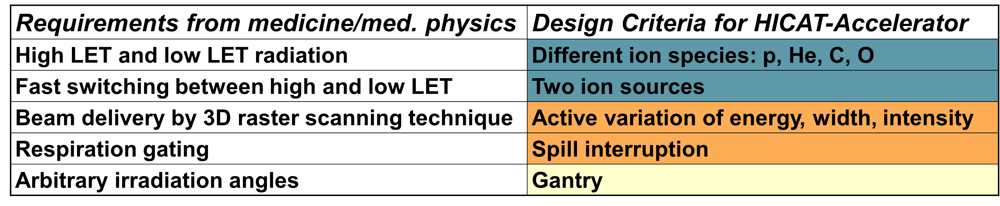 Requirements from medicine/med. physics Design Criteria for HICAT-Accelerator
High LET and low LET radiation Different ion species: p, He, C, O
Fast switching between high and low LET Two ion sources
Beam delivery by 3D raster scanning technique Active variation of energy, width, intensity
Respiration gating Spill interruption
Arbitrary irradiation angles Gantry